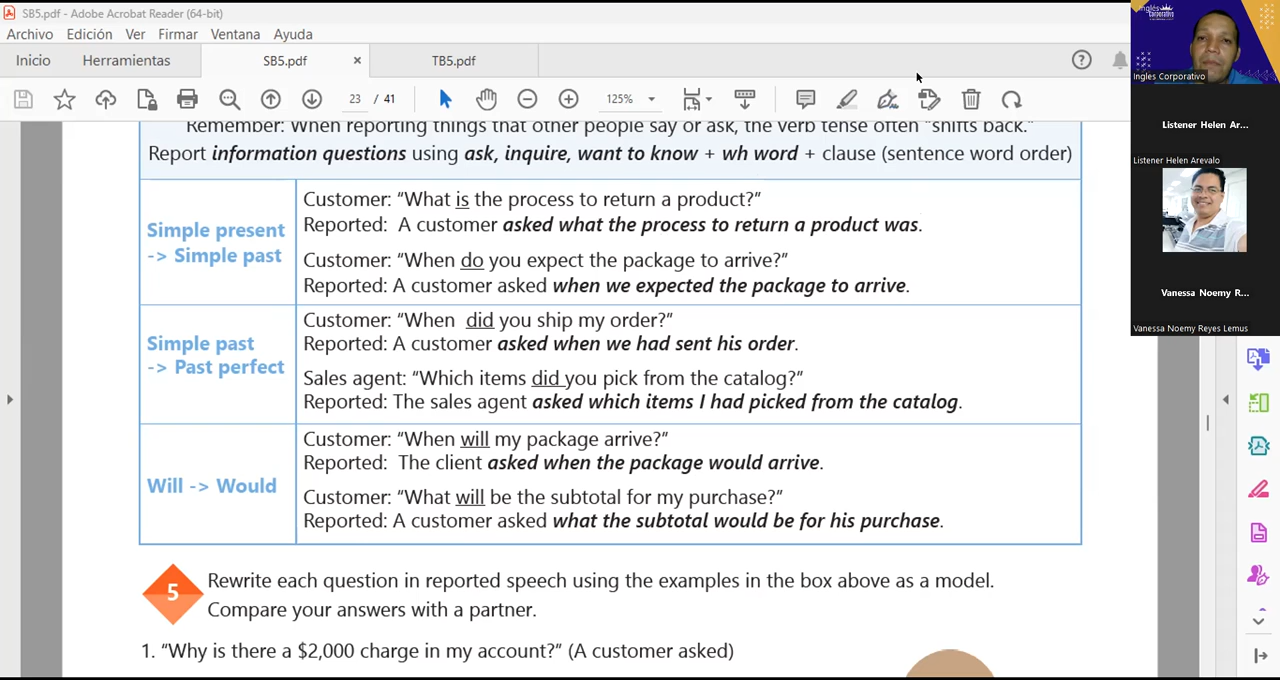 SB5.pdf - Adobe Acrobat Reader (64-bit)
Archivo Edición Ver Firmar Ventana Ayuda
Inicio Herramientas SB5.pdf × TB5.pdf
23 / 41 125%
Remember: When reporting things that other people say or ask, the verb tense often "shifts back."
Report information questions using ask, inquire, want to know + wh word + clause (sentence word order)
Simple present
-> Simple past
Customer: “What is the process to return a product?”
Reported: A customer asked what the process to return a product was.
Customer: “When do you expect the package to arrive?”
Reported: A customer asked when we expected the package to arrive.
Simple past
-> Past perfect
Customer: “When did you ship my order?”
Reported: A customer asked when we had sent his order.
Sales agent: “Which items did you pick from the catalog?”
Reported: The sales agent asked which items I had picked from the catalog.
Will -> Would
Customer: “When will my package arrive?”
Reported: The client asked when the package would arrive.
Customer: “What will be the subtotal for my purchase?”
Reported: A customer asked what the subtotal would be for his purchase.
5
Rewrite each question in reported speech using the examples in the box above as a model.
Compare your answers with a partner.
1. “Why is there a $2,000 charge in my account?” (A customer asked)
Inglés
Corporativo
Ingles Corporativo
Listener Helen Ar...
Listener Helen Arevalo
Vanessa Noemy R...
Vanessa Noemy Reyes Lemus